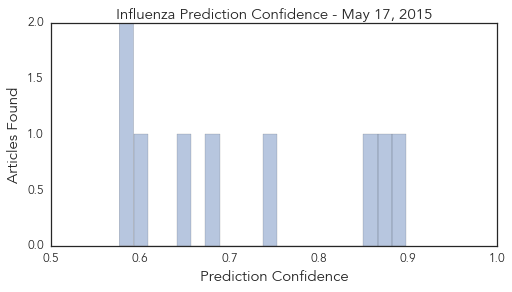 Influenza Prediction Confidence - May 17, 2015
Articles Found
2.0
1.5
1.0
0.5
0.0
0.5 0.6 0.7 0.8 0.9 1.0
Prediction Confidence